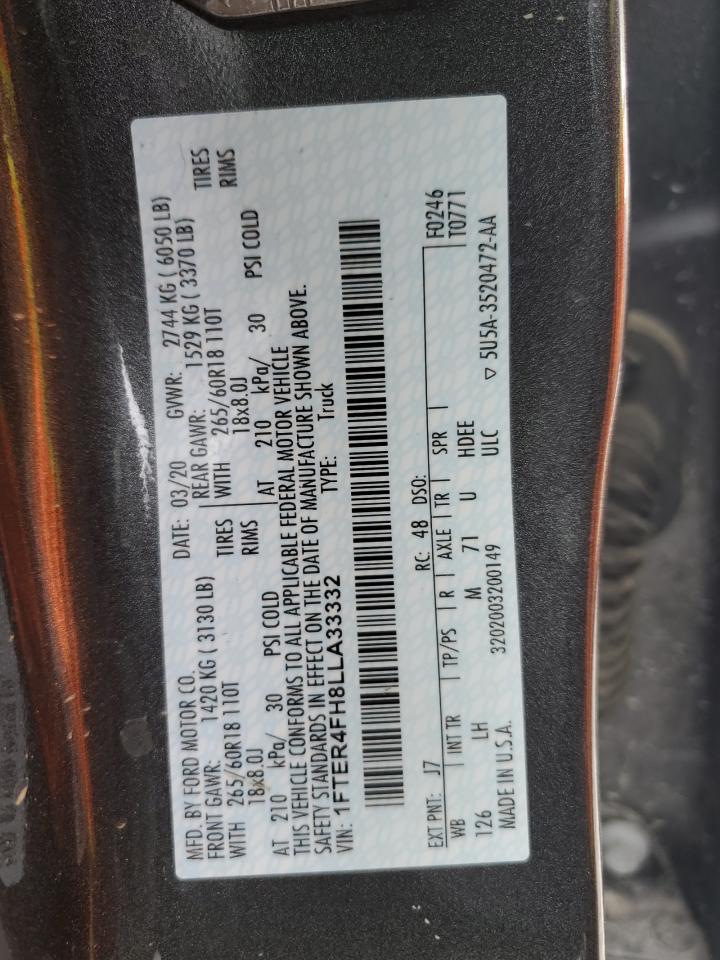 MFD. BY FORD MOTOR CO.
DATE: 03/20 GVWR: 2744 KG ( 6050 LB)
FRONT GAWR: 1420 KG ( 3130 LB) REAR GAWR: 1529 KG ( 3370 LB)
WITH 265/60R18 110T TIRES WITH 265/60R18 110T TIRES
18x8.0J RIMS 18x8.0J RIMS
AT 210 kPa/ 30 PSI COLD AT 210 kPa/ 30 PSI COLD
THIS VEHICLE CONFORMS TO ALL APPLICABLE FEDERAL MOTOR VEHICLE
SAFETY STANDARDS IN EFFECT ON THE DATE OF MANUFACTURE SHOWN ABOVE.
VIN: 1FTER4FH8LLA33332 TYPE: Truck
EXT PNT: J7 RC: 48 DSO: F0246
WB INT TR TP/PS R AXLE TR SPR T0771
126 LH M 71 U HDEE
3202003200149 ULC
MADE IN U.S.A. ▽ 5U5A-3520472-AA